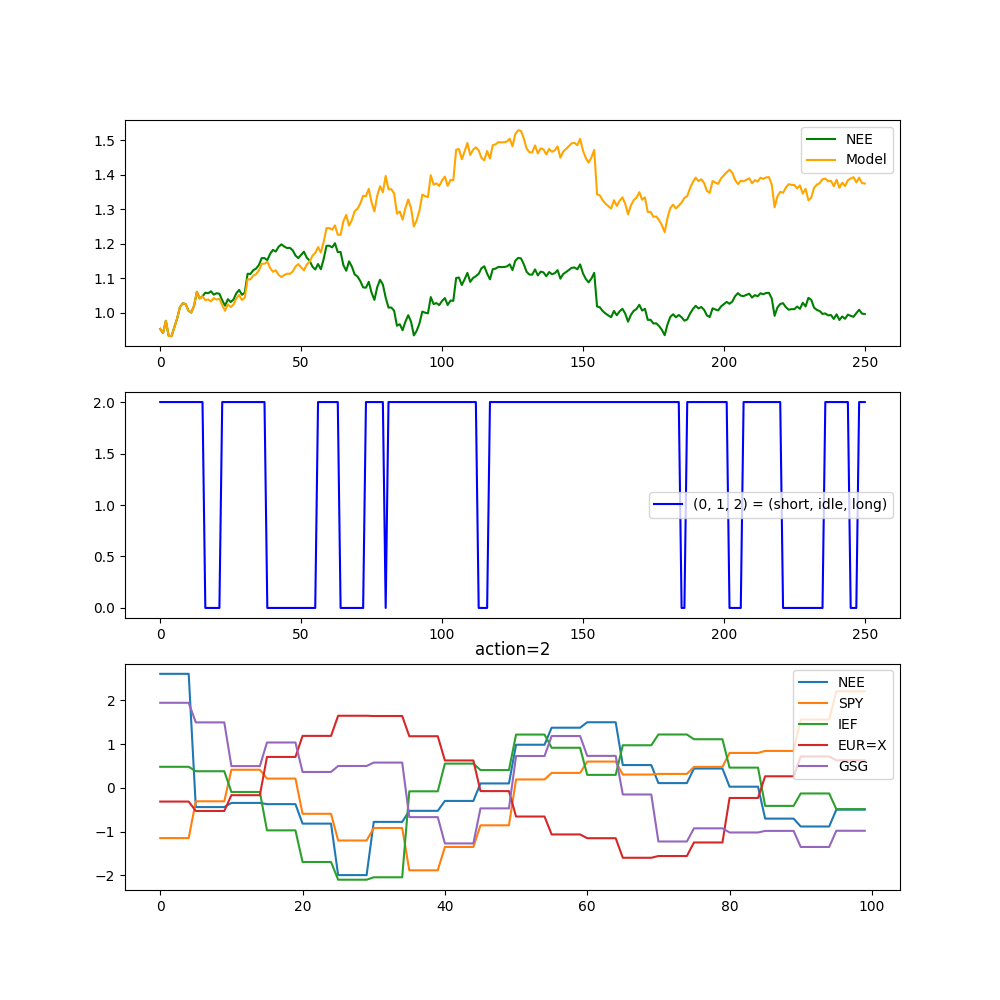 1.5
1.4
1.3
1.2
1.1
1.0
NEE
Model
0 50 100 150 200 250
2.0
1.5
1.0
0.5
0.0
(0, 1, 2) = (short, idle, long)
0 50 100 150 200 250
action=2
2
1
0
−1
−2
NEE
SPY
IEF
EUR=X
GSG
0 20 40 60 80 100